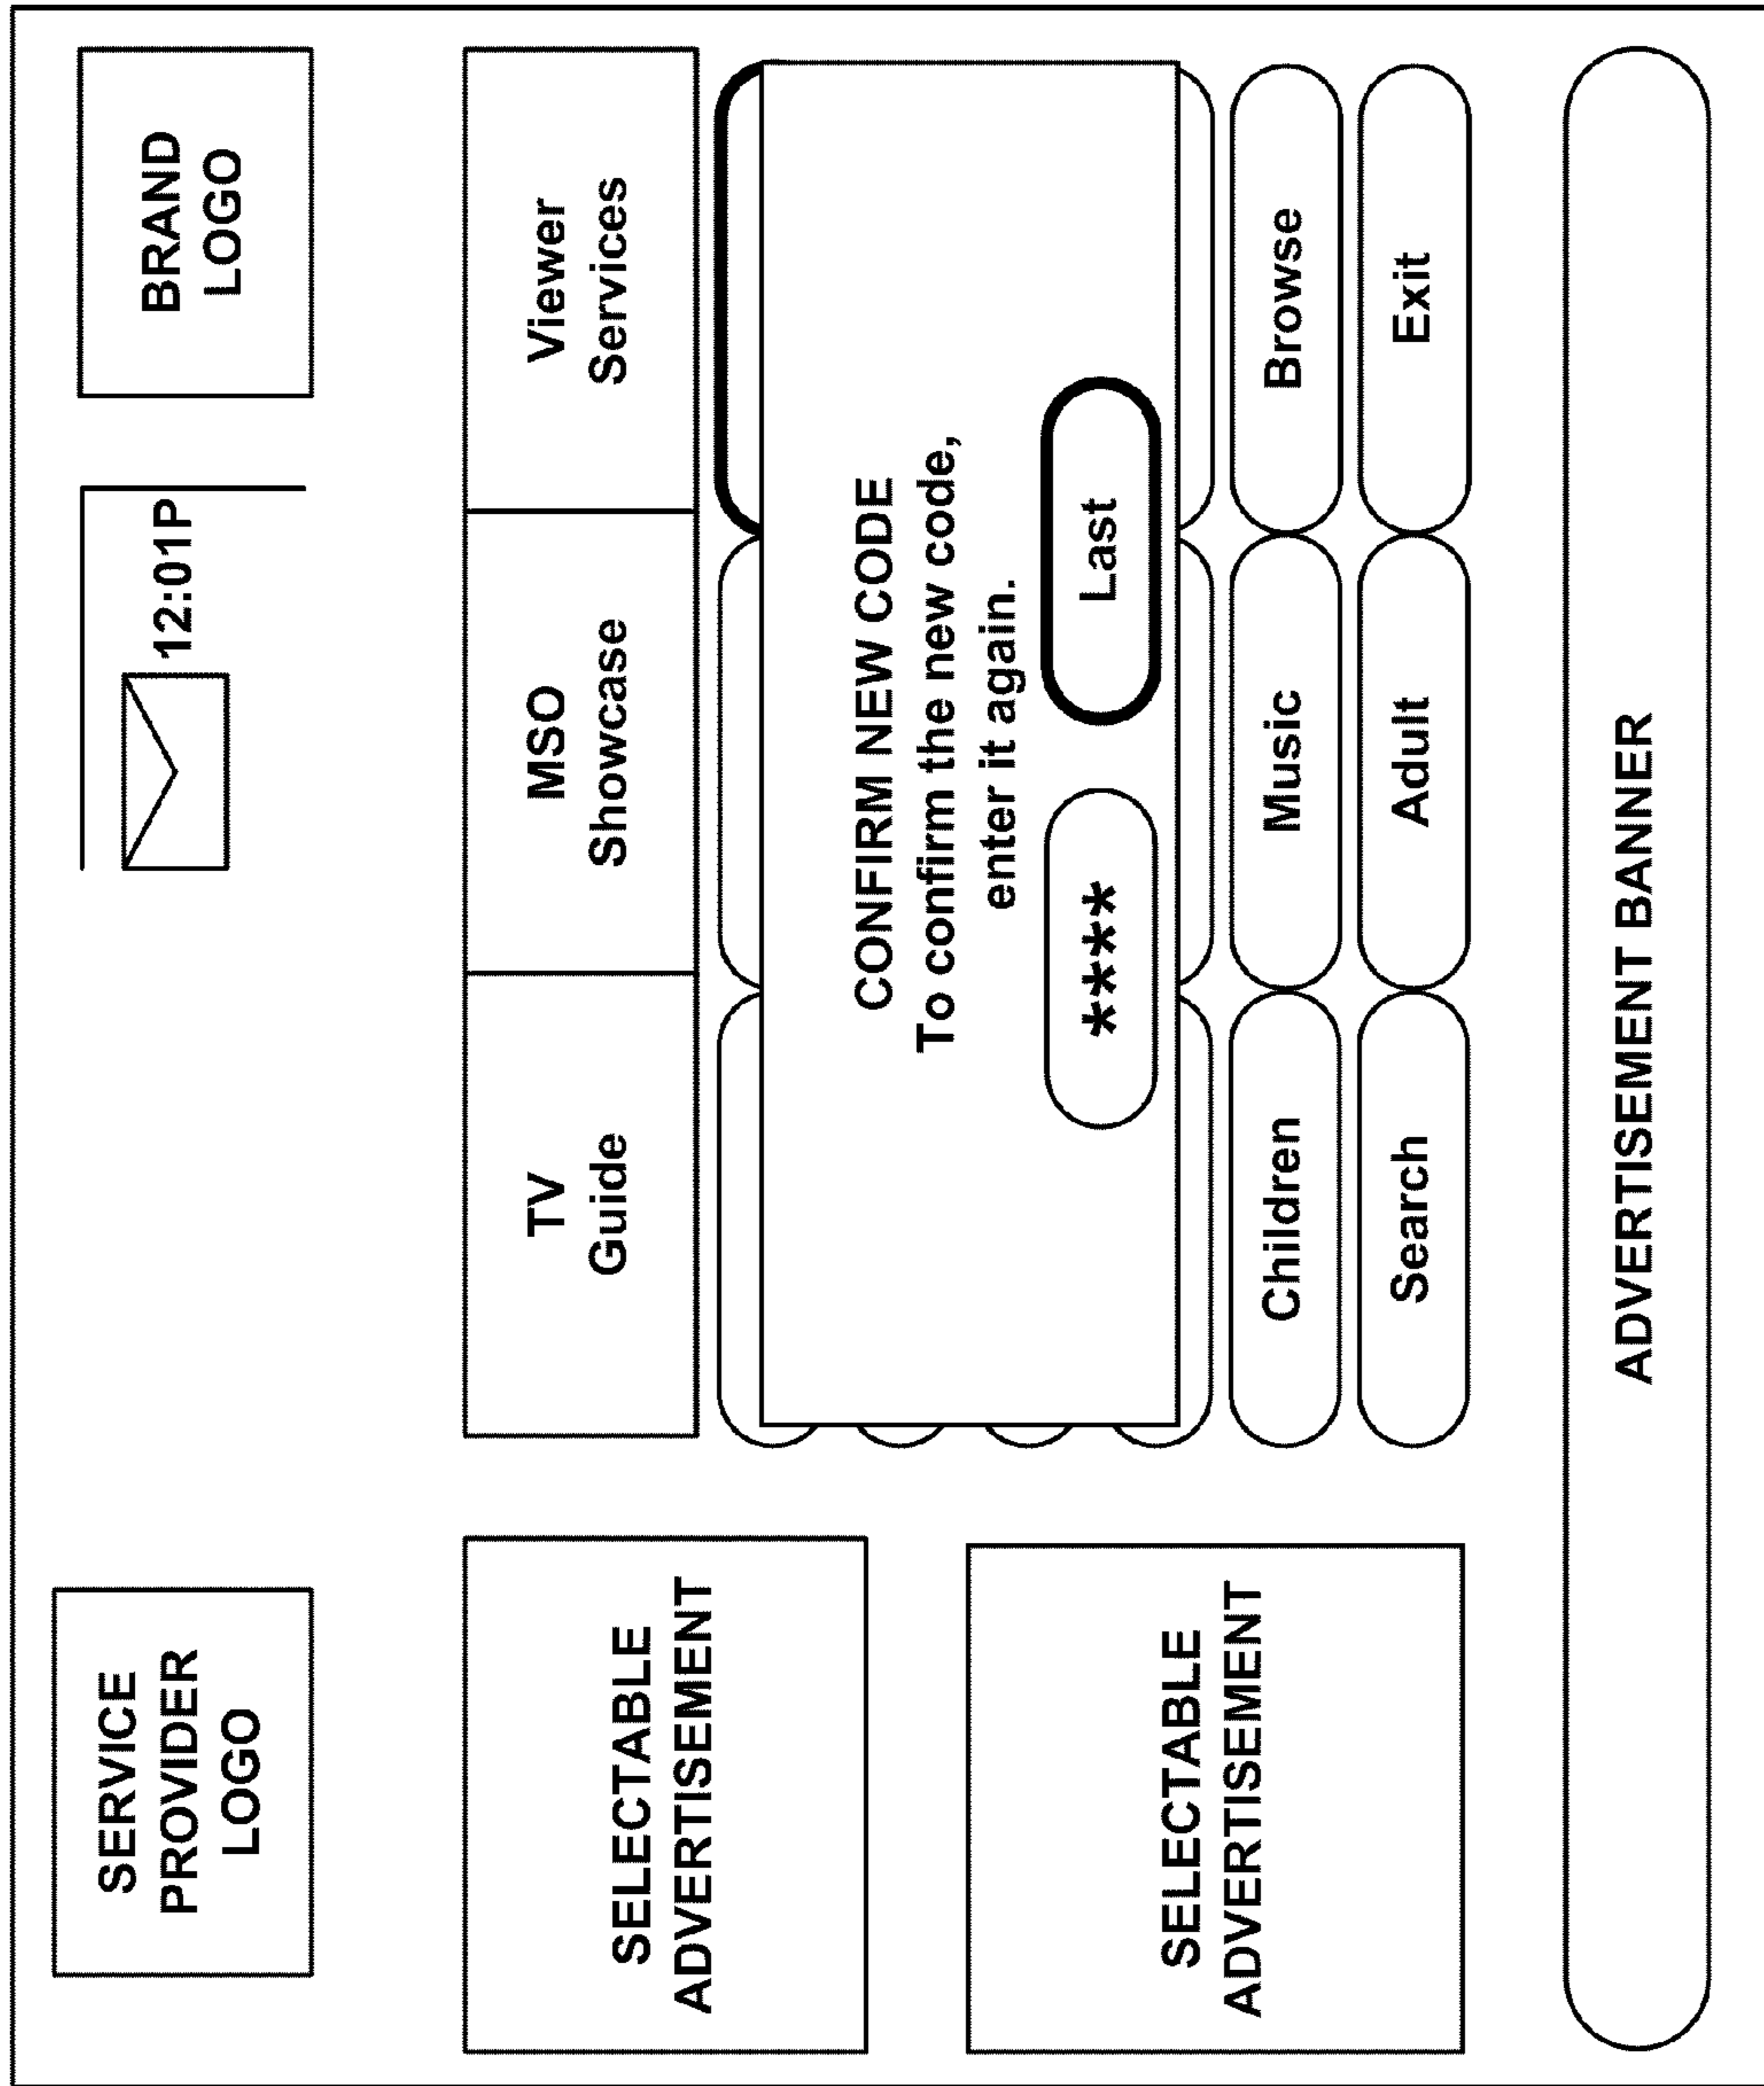 SERVICE
PROVIDER
LOGO
12:01P
BRAND
LOGO
SELECTABLE
ADVERTISEMENT
SELECTABLE
ADVERTISEMENT
TV
Guide
MSO
Showcase
Viewer
Services
CONFIRM NEW CODE
To confirm the new code,
enter it again.
****
Last
Children
Music
Browse
Search
Adult
Exit
ADVERTISEMENT BANNER